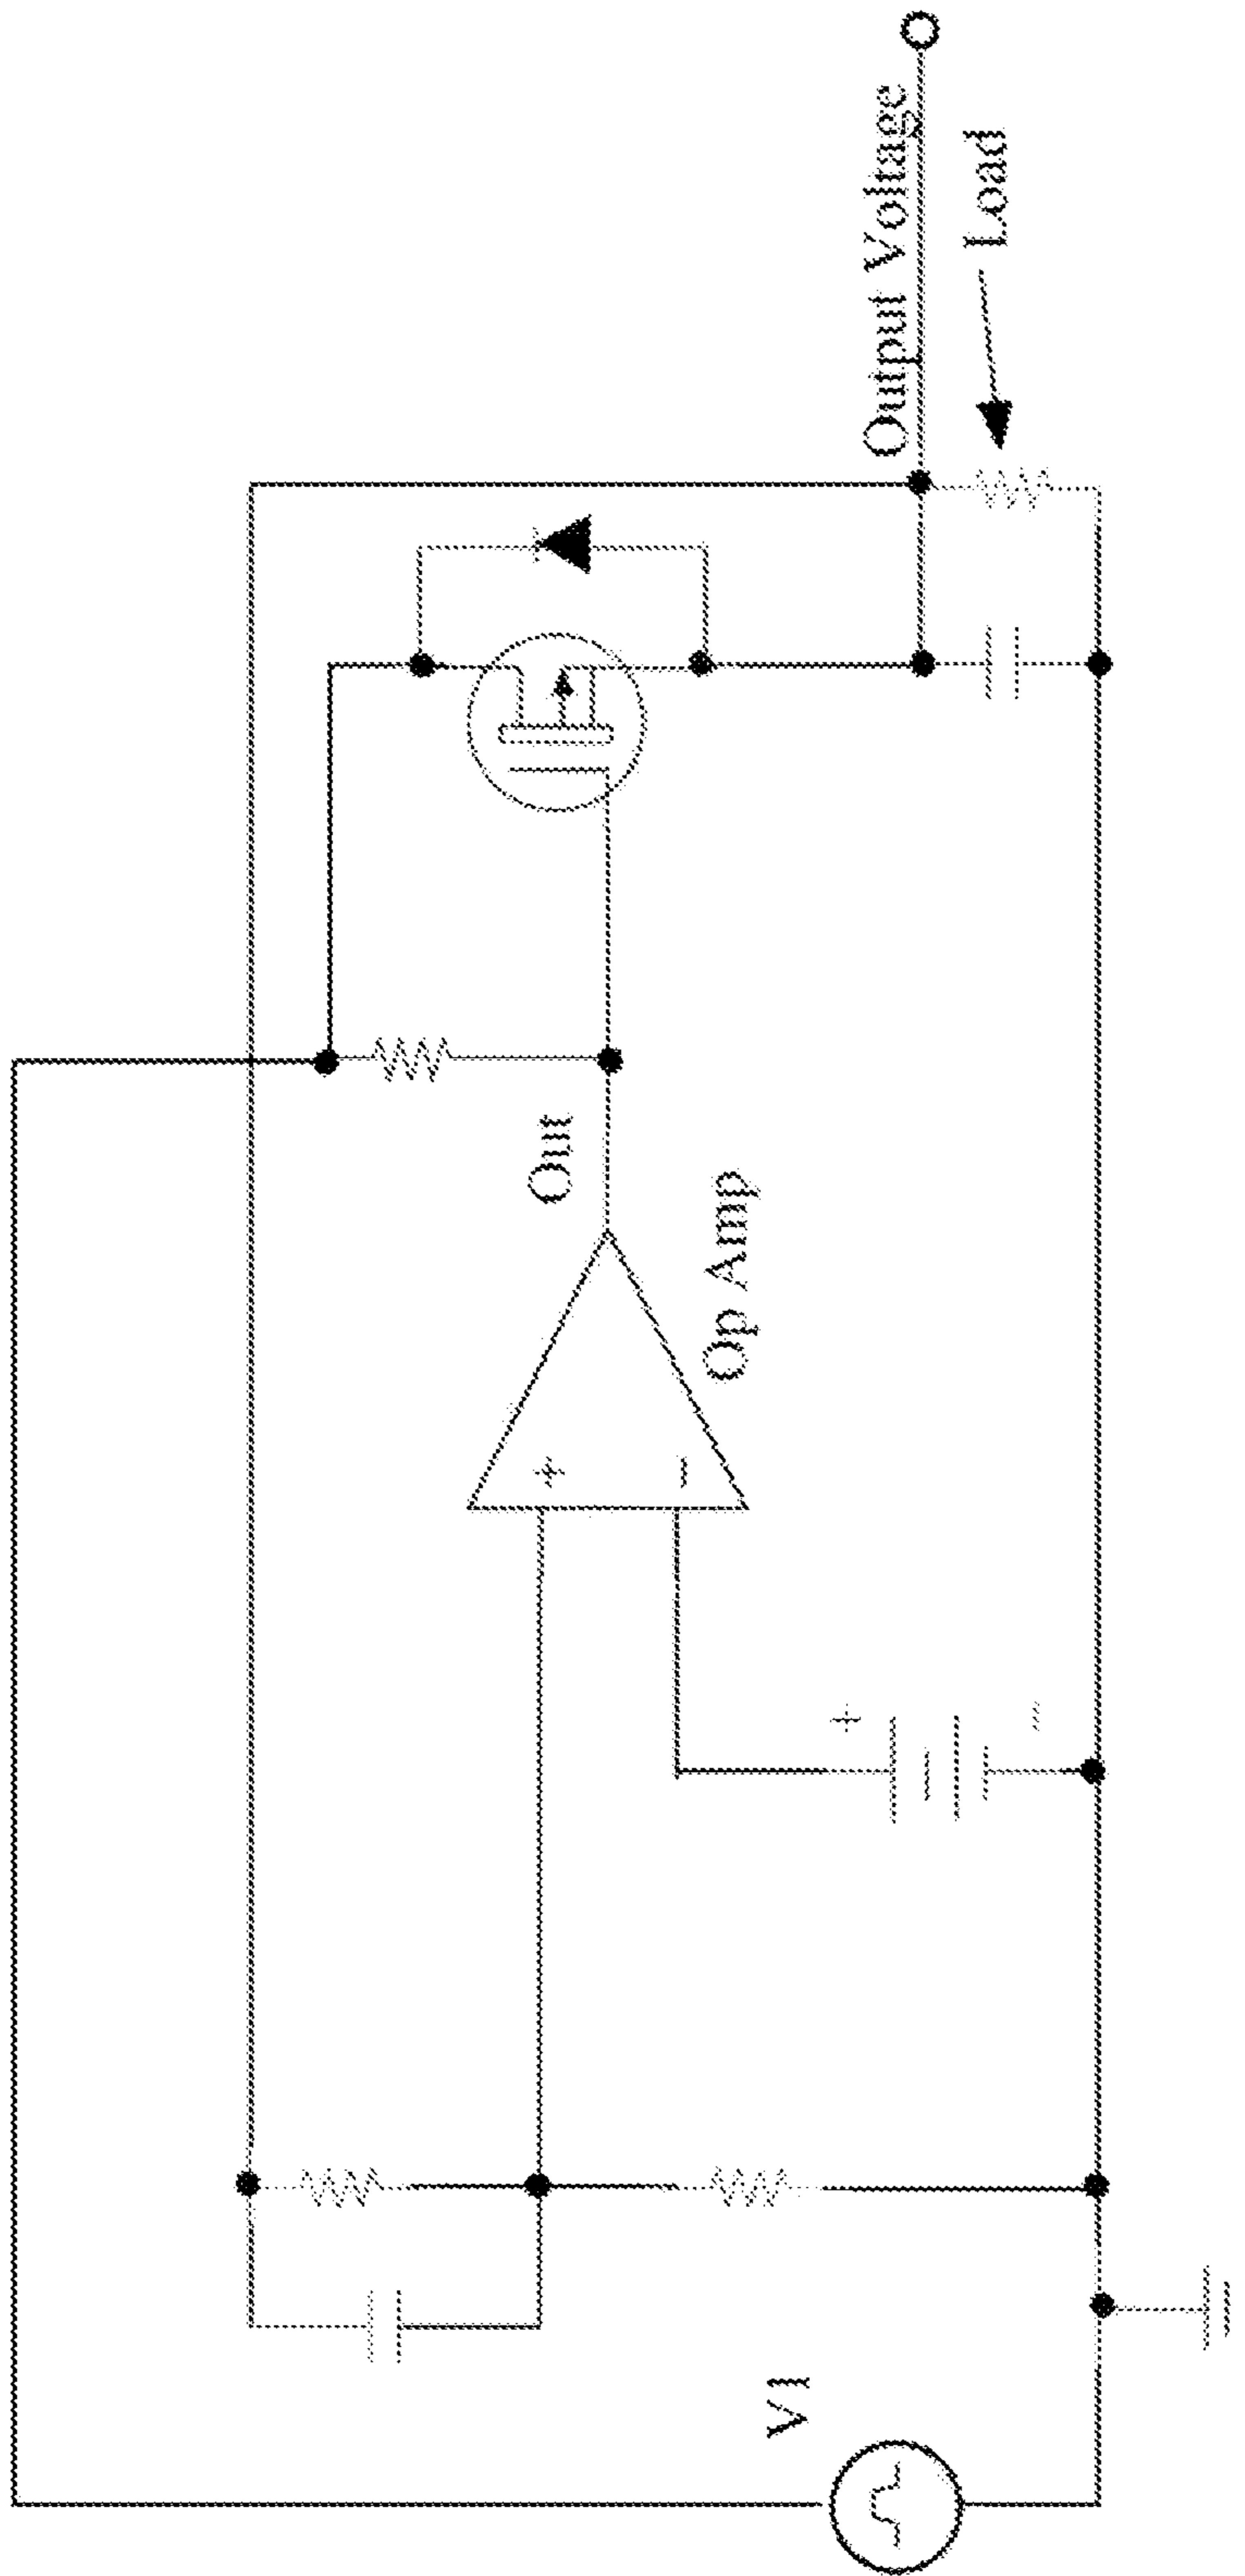 V1
+
−
+
−
Op Amp
Out
Output Voltage
Load